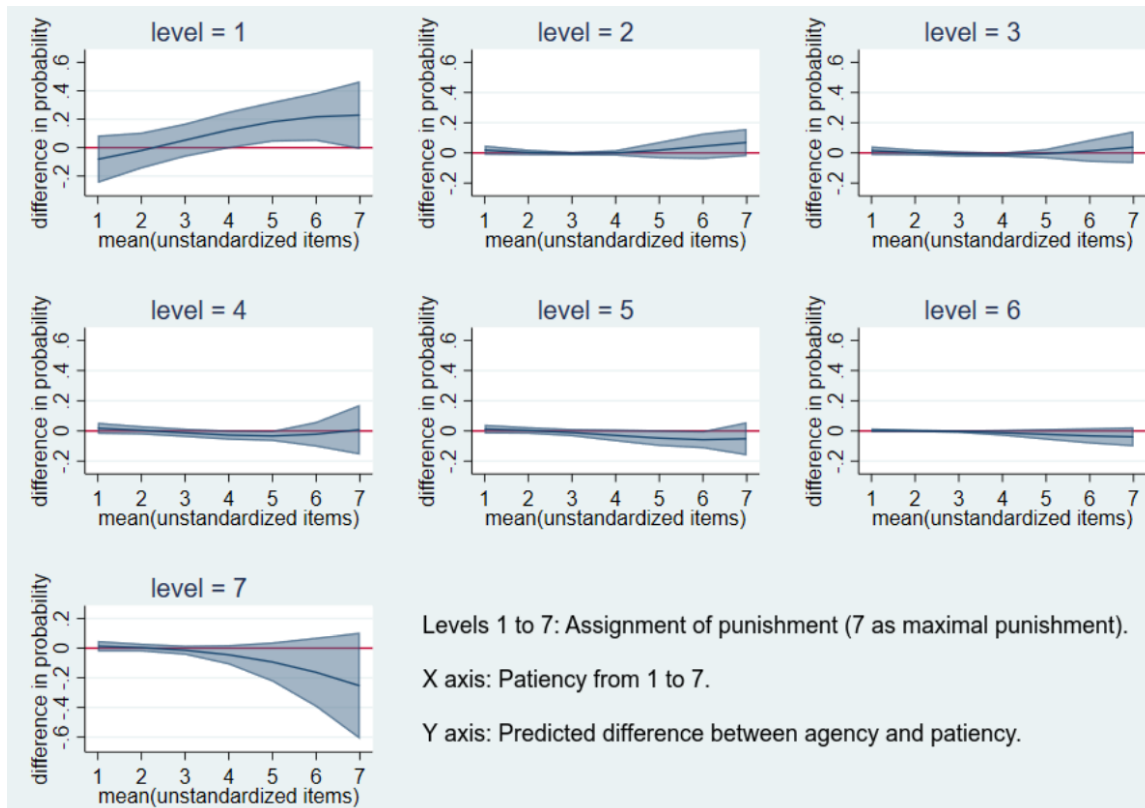 level = 1
level = 2
level = 3
difference in probability
-.2 0 .2 .4 .6
1 2 3 4 5 6 7
mean(unstandardized items)
difference in probability
-.2 0 .2 .4 .6
1 2 3 4 5 6 7
mean(unstandardized items)
difference in probability
-.2 0 .2 .4 .6
1 2 3 4 5 6 7
mean(unstandardized items)
level = 4
level = 5
level = 6
difference in probability
-.2 0 .2 .4 .6
1 2 3 4 5 6 7
mean(unstandardized items)
difference in probability
-.2 0 .2 .4 .6
1 2 3 4 5 6 7
mean(unstandardized items)
difference in probability
-.2 0 .2 .4 .6
1 2 3 4 5 6 7
mean(unstandardized items)
level = 7
difference in probability
-.6 -.4 -.2 0 .2
1 2 3 4 5 6 7
mean(unstandardized items)
Levels 1 to 7: Assignment of punishment (7 as maximal punishment).
X axis: Patiency from 1 to 7.
Y axis: Predicted difference between agency and patiency.